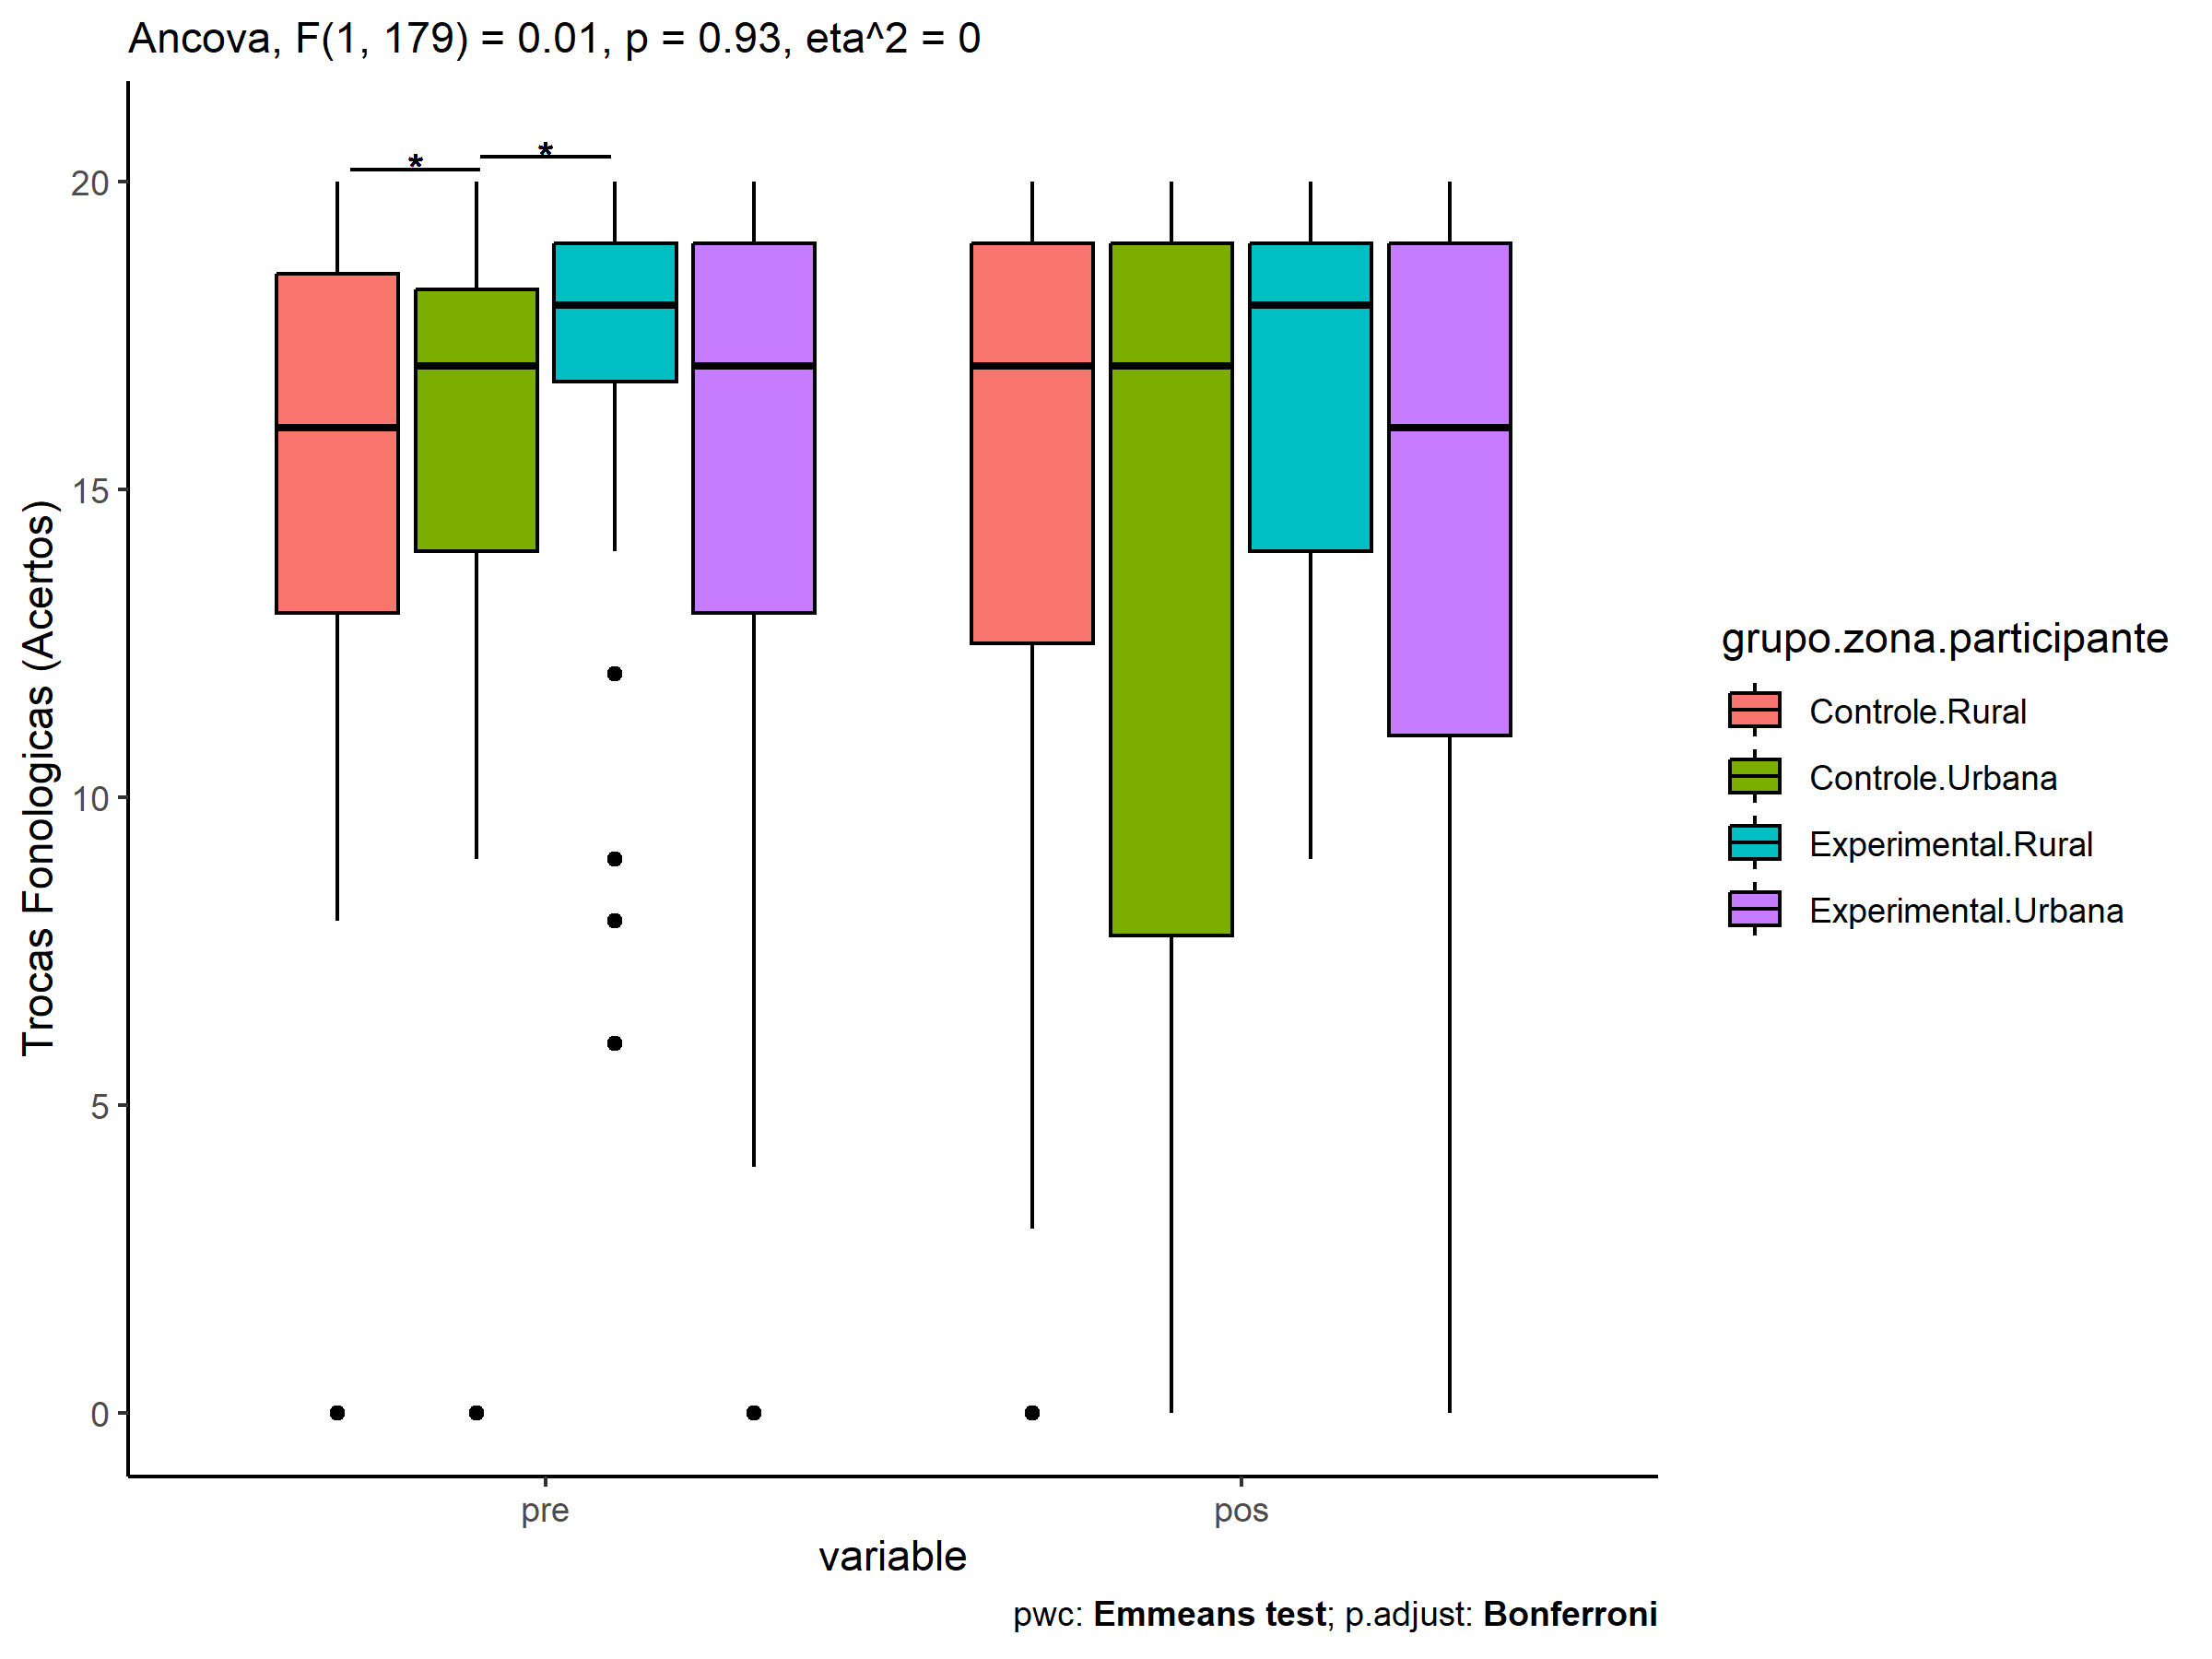 Ancova, F(1, 179) = 0.01, p = 0.93, eta^2 = 0
Trocas Fonologicas (Acertos)
20
15
10
5
0
*
*
pre
pos
variable
grupo.zona.participante
Controle.Rural
Controle.Urbana
Experimental.Rural
Experimental.Urbana
pwc: Emmeans test; p.adjust: Bonferroni